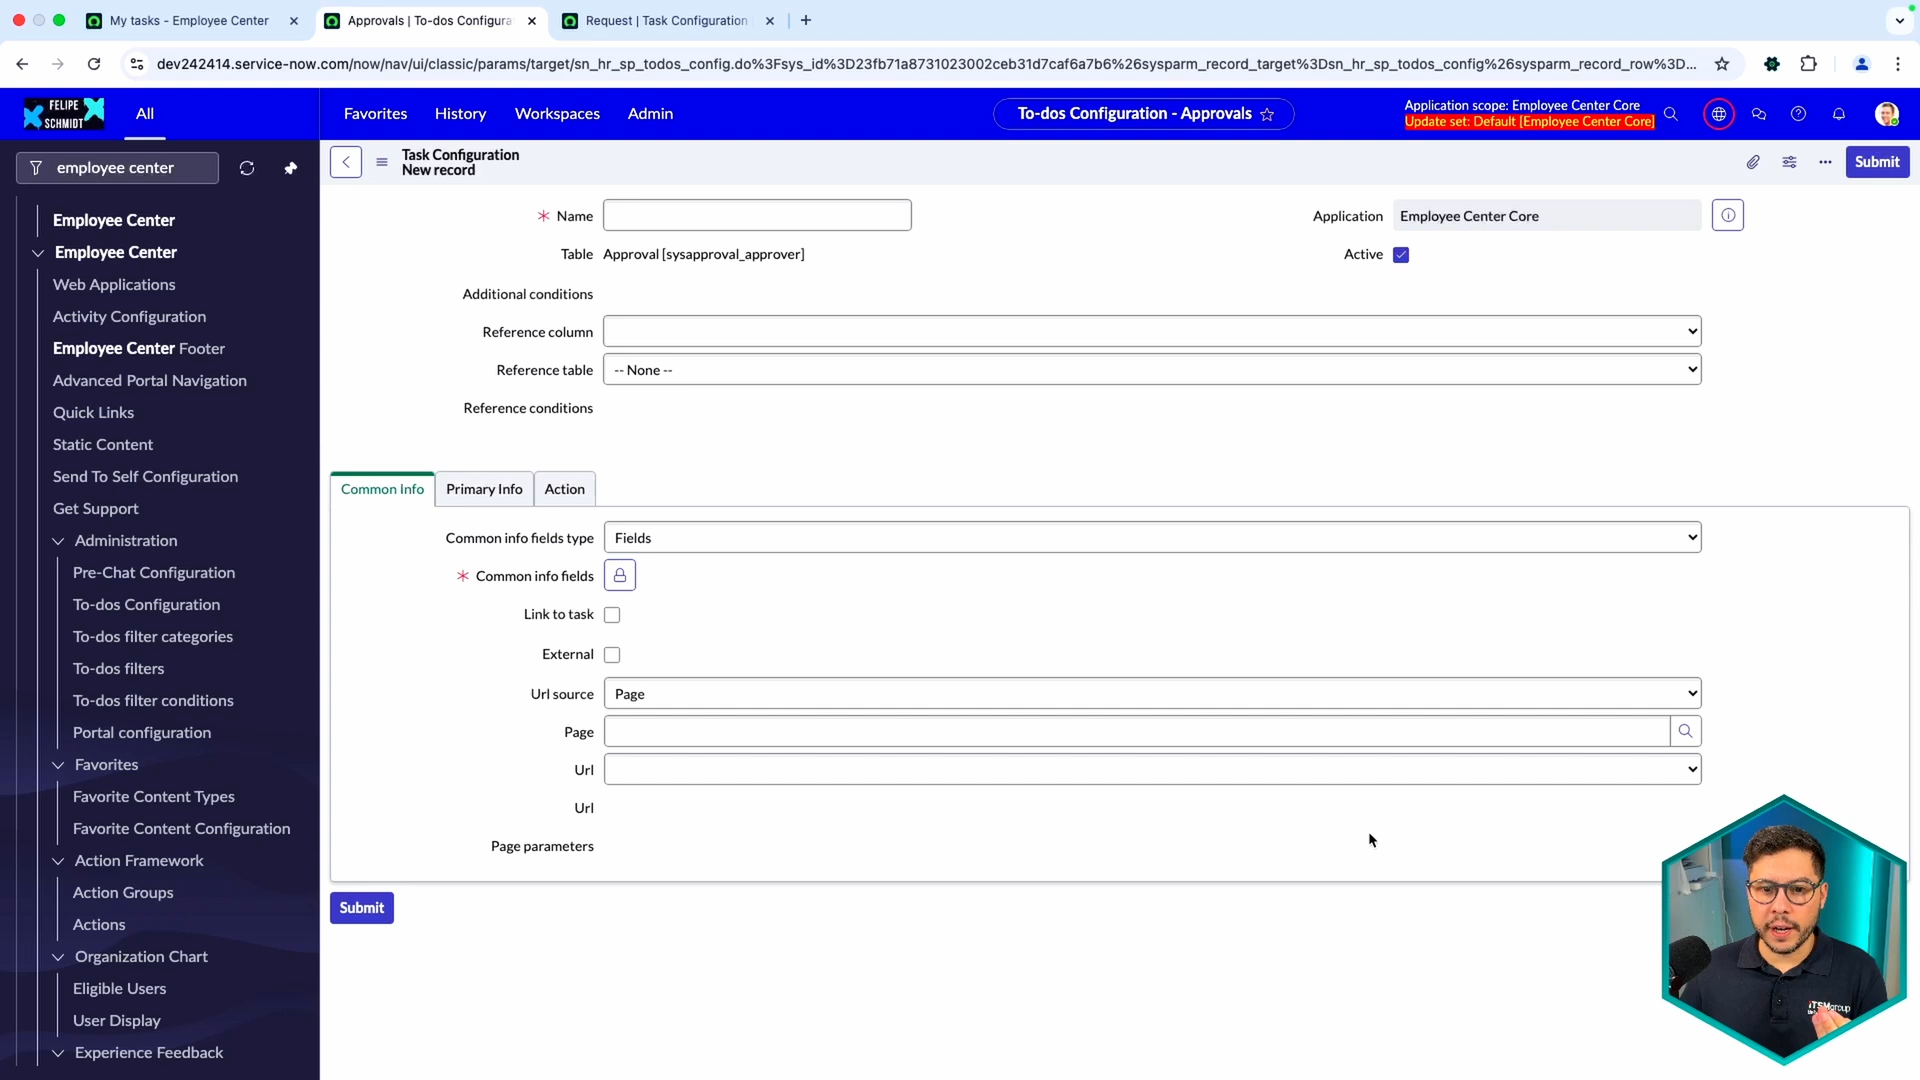 My tasks - Employee Center
Approvals | To-dos Configura
Request | Task Configuration
dev242414.service-now.com/now/nav/ui/classic/params/target/sn_hr_sp_todos_config.do%3Fsys_id%3D23fb71a8731023002ceb31d7caf6a7b6%26sysparm_record_target%3Dsn_hr_sp_todos_config%26sysparm_record_row%3D...
FELIPE
SCHMIDT
All
Favorites
History
Workspaces
Admin
To-dos Configuration - Approvals
Application scope: Employee Center Core
Update set: Default [Employee Center Core]
employee center
Task Configuration
New record
Submit
Employee Center
Employee Center
Web Applications
Activity Configuration
Employee Center Footer
Advanced Portal Navigation
Quick Links
Static Content
Send To Self Configuration
Get Support
Administration
Pre-Chat Configuration
To-dos Configuration
To-dos filter categories
To-dos filters
To-dos filter conditions
Portal configuration
Favorites
Favorite Content Types
Favorite Content Configuration
Action Framework
Action Groups
Actions
Organization Chart
Eligible Users
User Display
Experience Feedback
Name
Application
Employee Center Core
Table
Approval [sysapproval_approver]
Active
Additional conditions
Reference column
Reference table
-- None --
Reference conditions
Common Info
Primary Info
Action
Common info fields type
Fields
Common info fields
Link to task
External
Url source
Page
Page
Url
Url
Page parameters
Submit
ITSMgroup